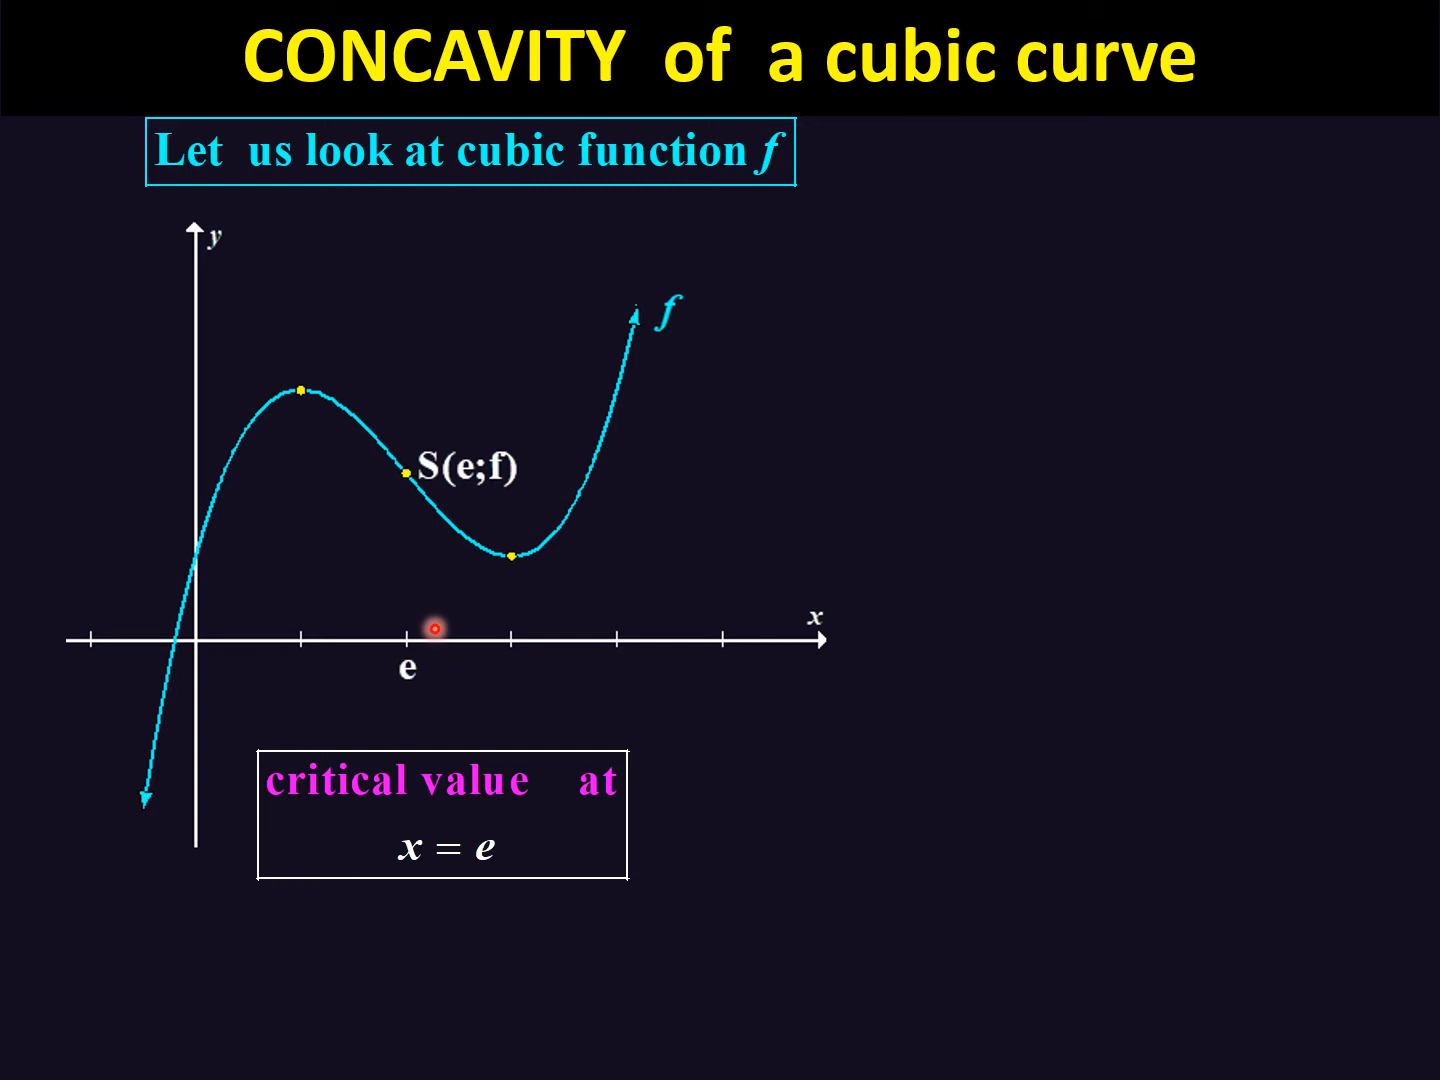 CONCAVITY of a cubic curve
Let us look at cubic function f
y
f
S(e;f)
x
e
critical value at
x = e